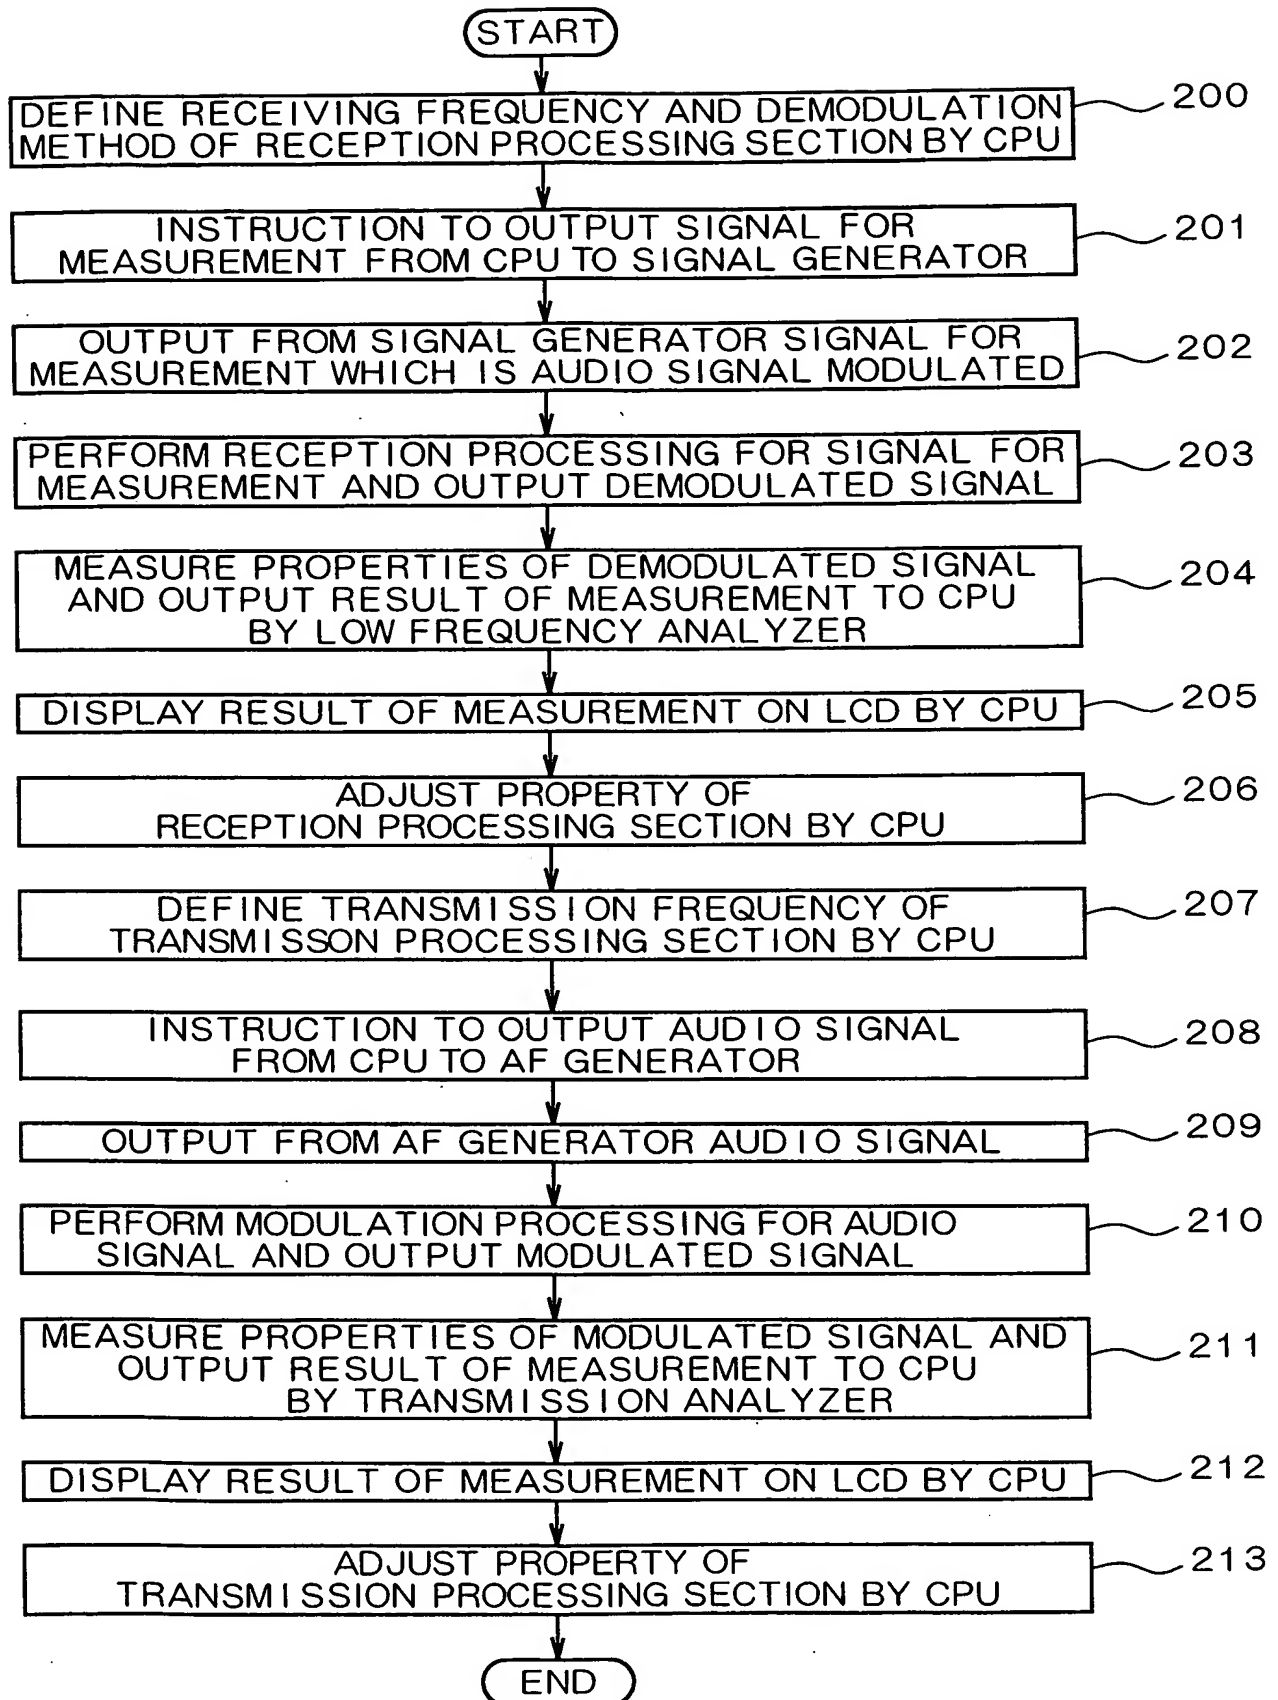 START
DEFINE RECEIVING FREQUENCY AND DEMODULATION
METHOD OF RECEPTION PROCESSING SECTION BY CPU
200
INSTRUCTION TO OUTPUT SIGNAL FOR
MEASUREMENT FROM CPU TO SIGNAL GENERATOR
201
OUTPUT FROM SIGNAL GENERATOR SIGNAL FOR
MEASUREMENT WHICH IS AUDIO SIGNAL MODULATED
202
PERFORM RECEPTION PROCESSING FOR SIGNAL FOR
MEASUREMENT AND OUTPUT DEMODULATED SIGNAL
203
MEASURE PROPERTIES OF DEMODULATED SIGNAL
AND OUTPUT RESULT OF MEASUREMENT TO CPU
BY LOW FREQUENCY ANALYZER
204
DISPLAY RESULT OF MEASUREMENT ON LCD BY CPU
205
ADJUST PROPERTY OF
RECEPTION PROCESSING SECTION BY CPU
206
DEFINE TRANSMISSION FREQUENCY OF
TRANSMISSON PROCESSING SECTION BY CPU
207
INSTRUCTION TO OUTPUT AUDIO SIGNAL
FROM CPU TO AF GENERATOR
208
OUTPUT FROM AF GENERATOR AUDIO SIGNAL
209
PERFORM MODULATION PROCESSING FOR AUDIO
SIGNAL AND OUTPUT MODULATED SIGNAL
210
MEASURE PROPERTIES OF MODULATED SIGNAL AND
OUTPUT RESULT OF MEASUREMENT TO CPU
BY TRANSMISSION ANALYZER
211
DISPLAY RESULT OF MEASUREMENT ON LCD BY CPU
212
ADJUST PROPERTY OF
TRANSMISSION PROCESSING SECTION BY CPU
213
END